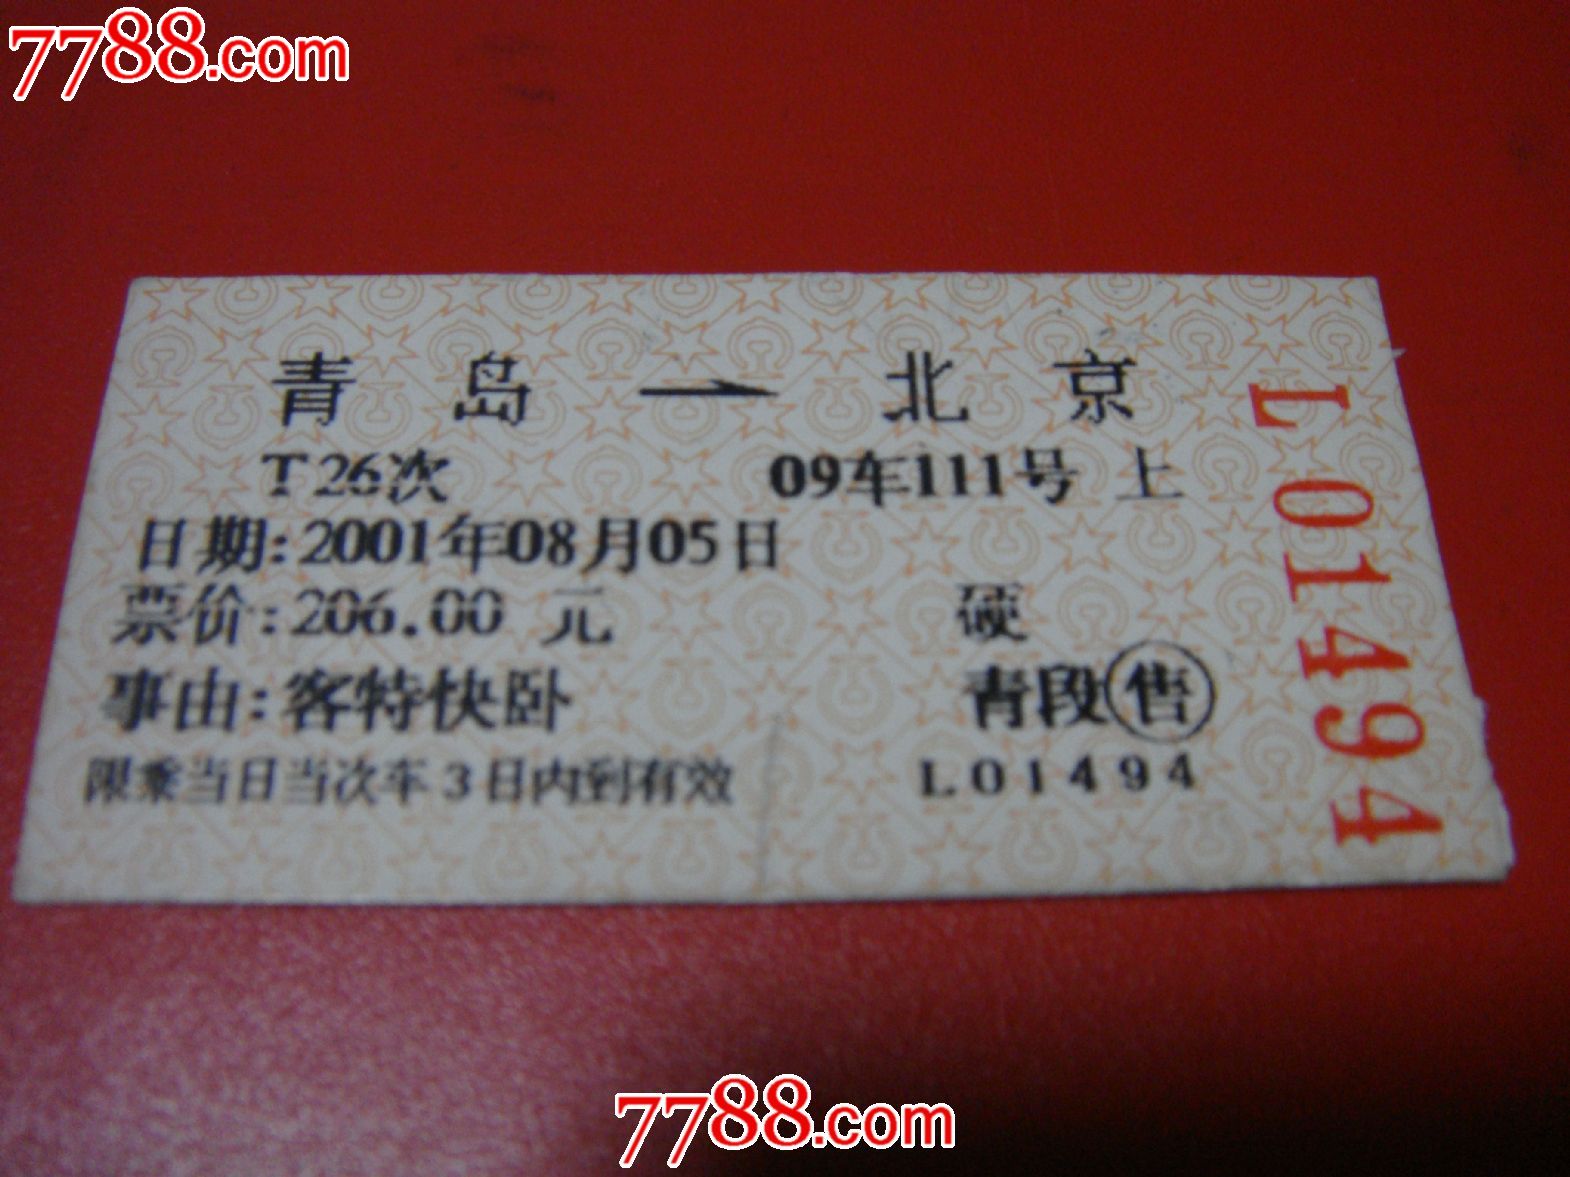 7788.com
青岛→北京
T26次 09车111号 上
日期:2001年08月05日
票价:206.00 元 硬
事由:客特快卧 青段售
限乘当日当次车3日内到有效 L01494
L01494
7788.com